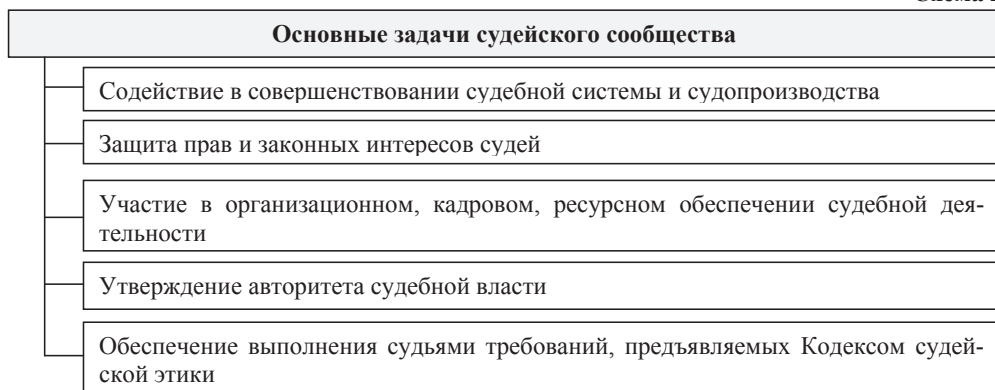 Основные задачи судейского сообщества
Содействие в совершенствовании судебной системы и судопроизводства
Защита прав и законных интересов судей
Участие в организационном, кадровом, ресурсном обеспечении судебной дея-
тельности
Утверждение авторитета судебной власти
Обеспечение выполнения судьями требований, предъявляемых Кодексом судей-
ской этики